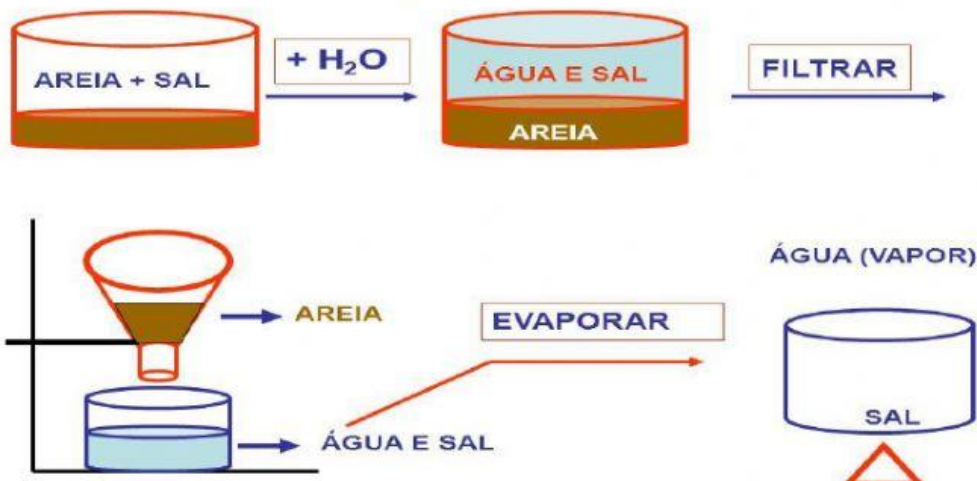 AREIA + SAL
+ H₂O
ÁGUA E SAL
AREIA
FILTRAR
AREIA
ÁGUA E SAL
EVAPORAR
ÁGUA (VAPOR)
SAL